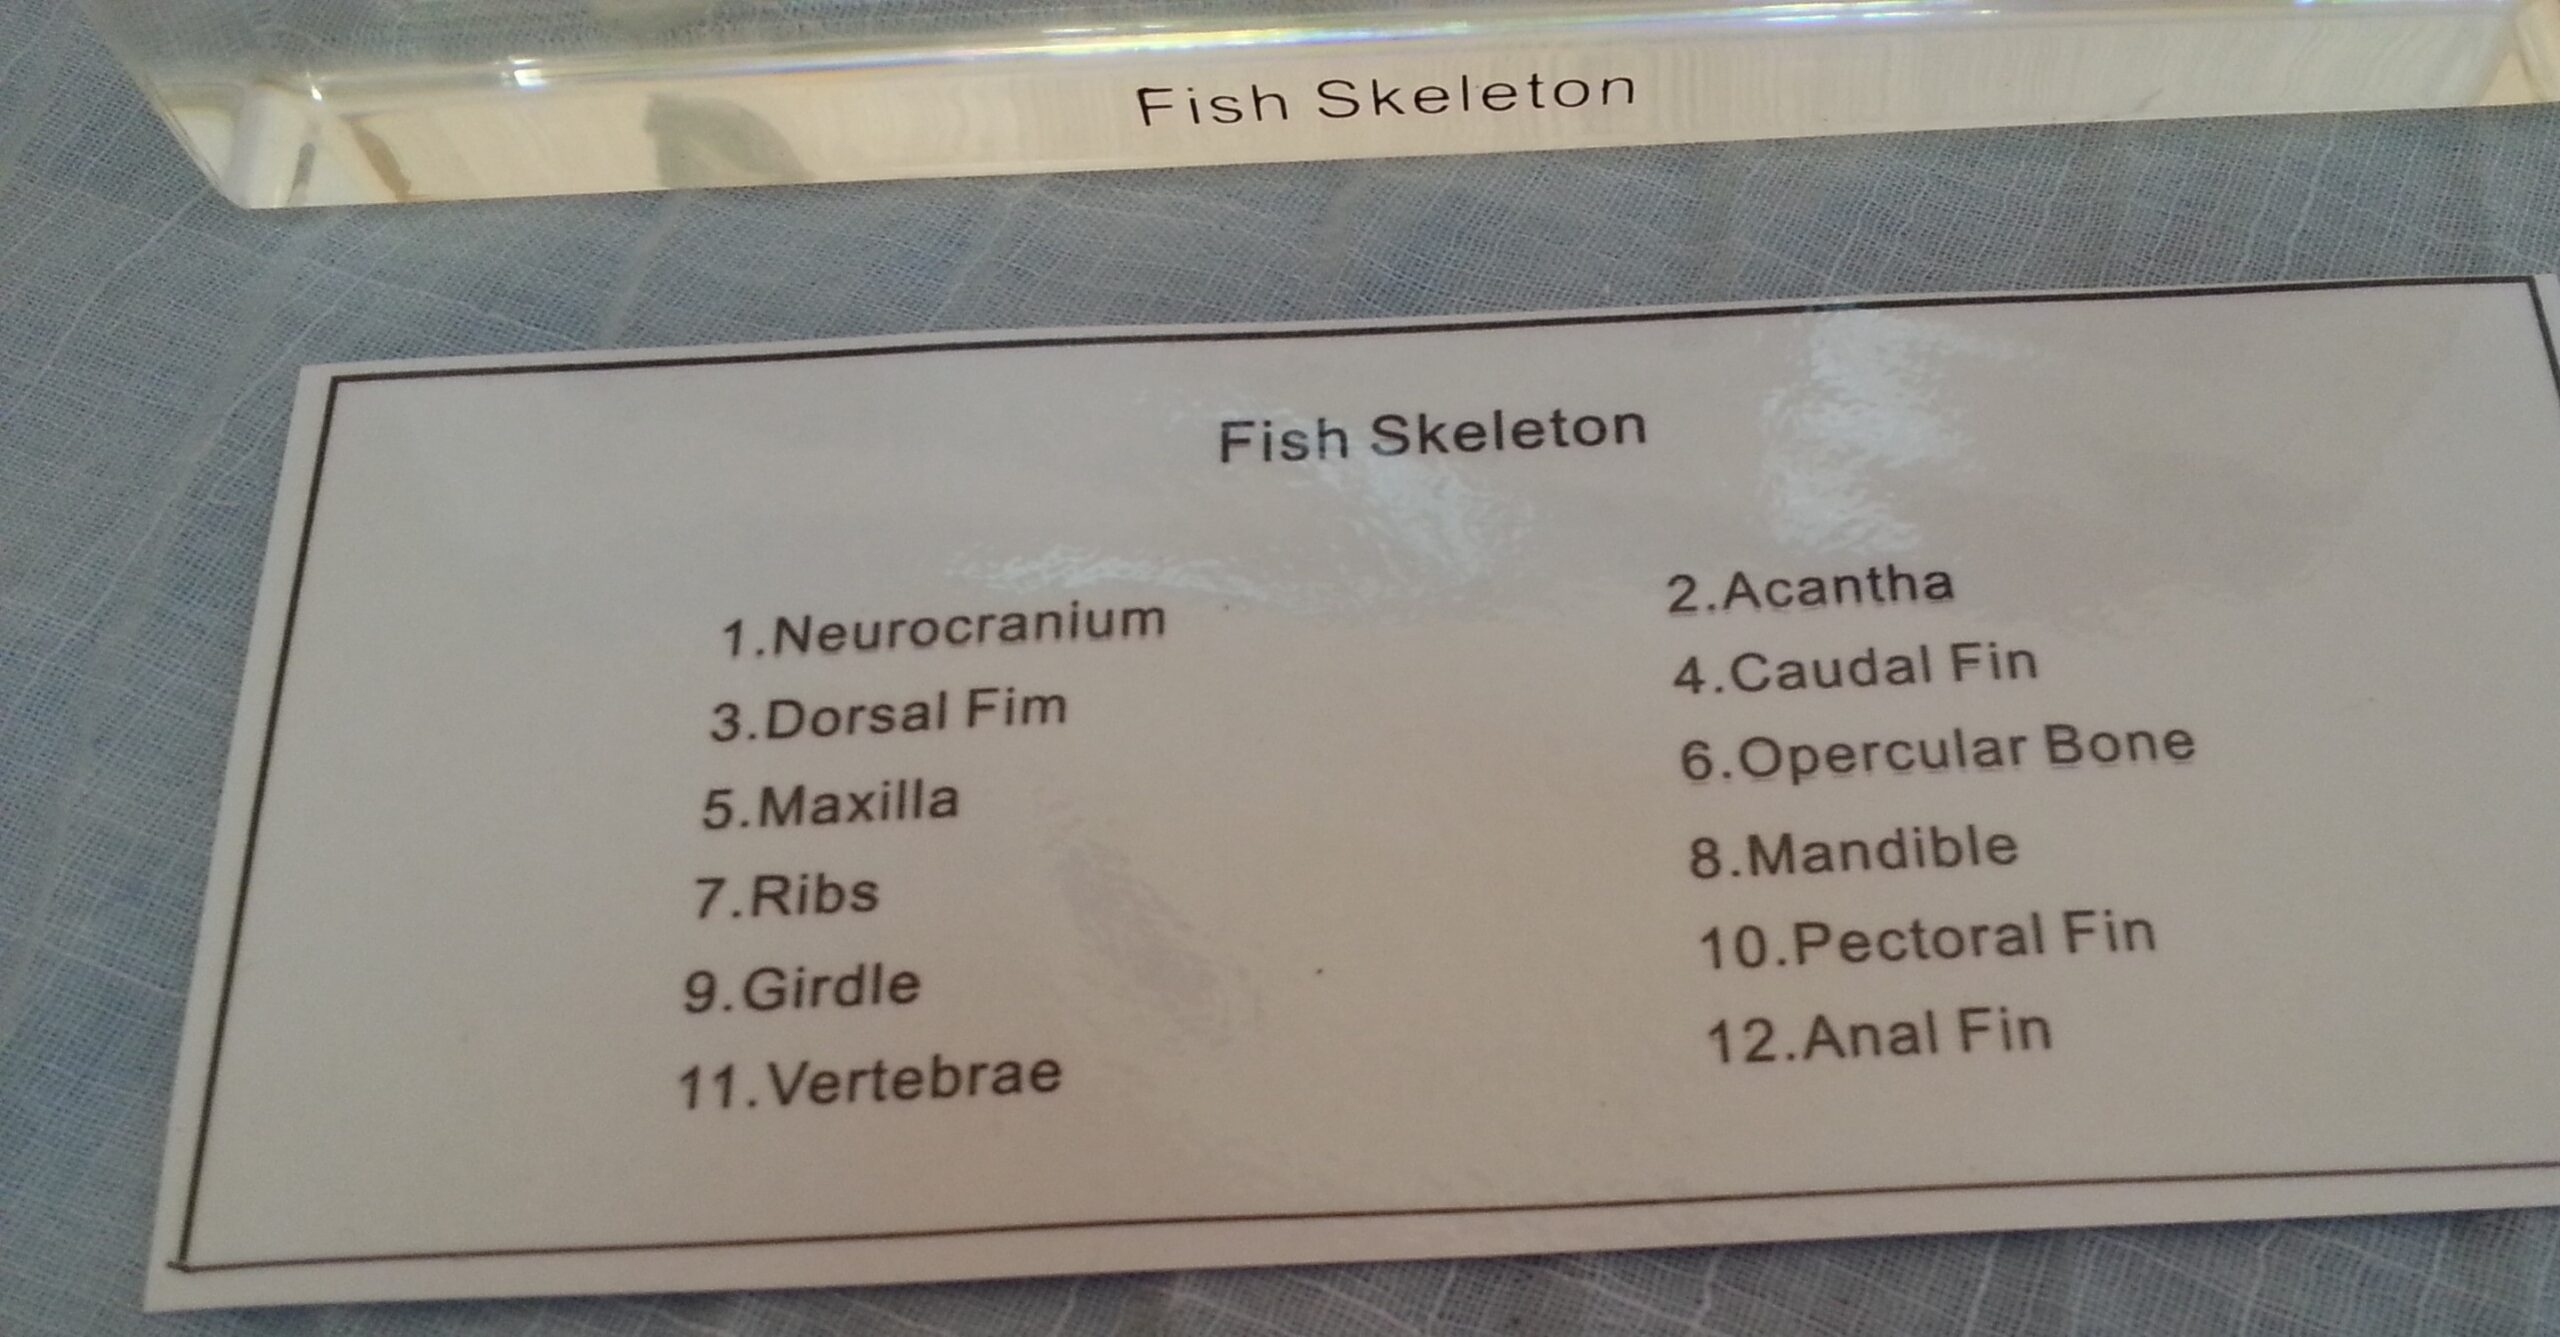 Fish Skeleton
Fish Skeleton
1.Neurocranium 2.Acantha
3.Dorsal Fim 4.Caudal Fin
5.Maxilla 6.Opercular Bone
7.Ribs 8.Mandible
9.Girdle 10.Pectoral Fin
11.Vertebrae 12.Anal Fin